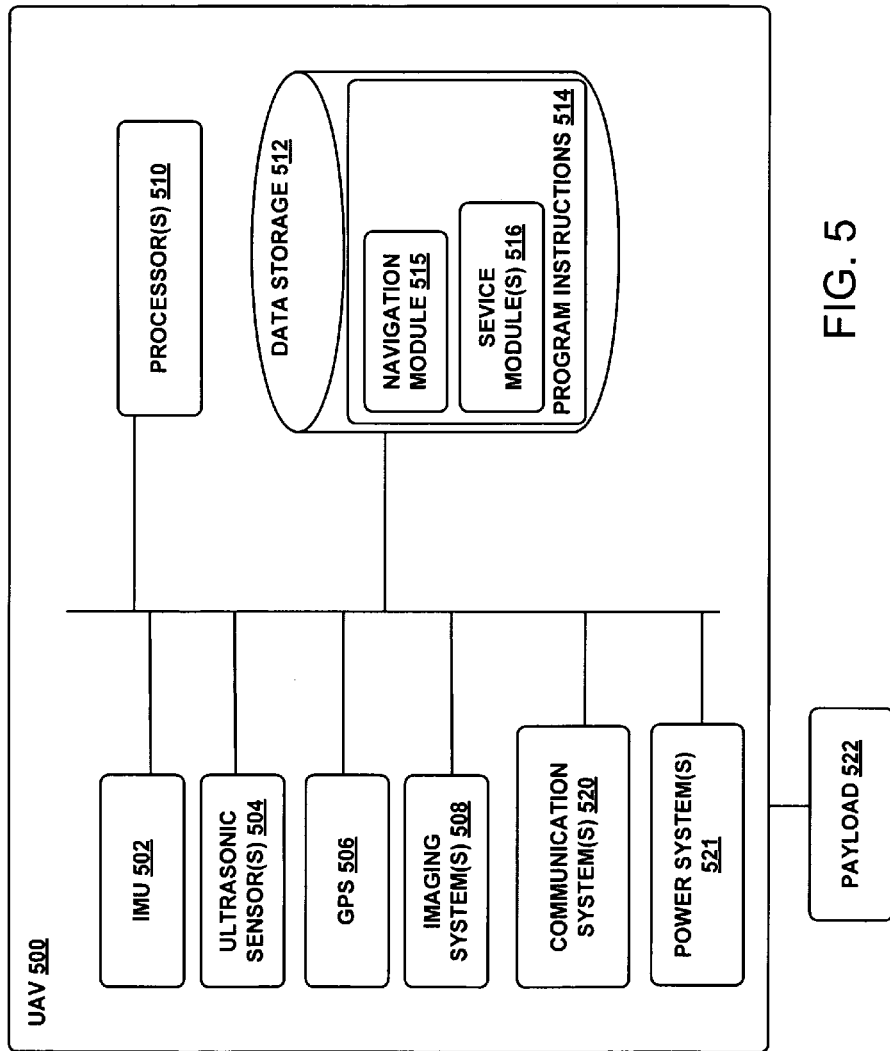 UAV 500
IMU 502
ULTRASONIC
SENSOR(S) 504
GPS 506
IMAGING
SYSTEM(S) 508
COMMUNICATION
SYSTEM(S) 520
POWER SYSTEM(S)
521
PROCESSOR(S) 510
DATA STORAGE 512
NAVIGATION
MODULE 515
SEVICE
MODULE(S) 516
PROGRAM INSTRUCTIONS 514
PAYLOAD 522
FIG. 5